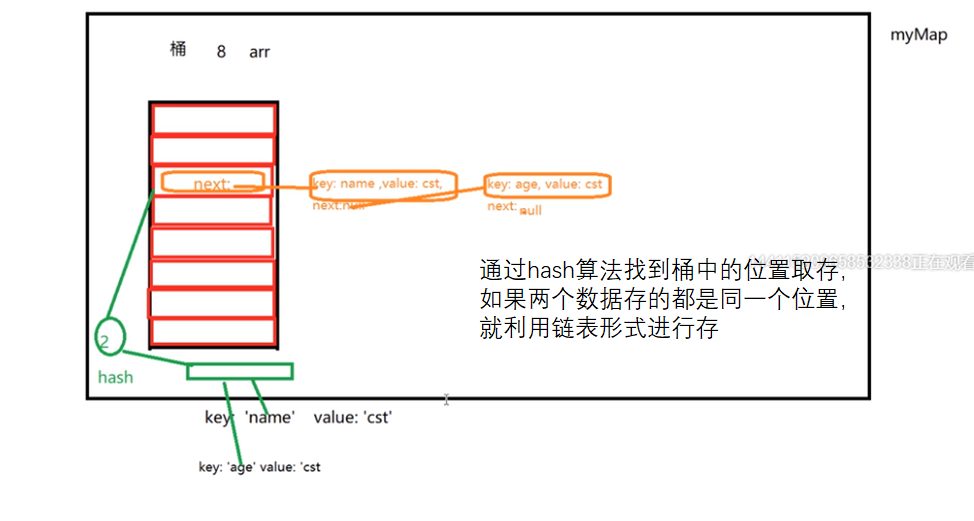 myMap
桶 8 arr
next:
key: name ,value: cst,
next:null
key: age, value: cst
next:
null
通过hash算法找到桶中的位置取存，
如果两个数据存的都是同一个位置，
就利用链表形式进行存
正在观看
2
hash
key: 'name' value: 'cst'
key: 'age' value: 'cst